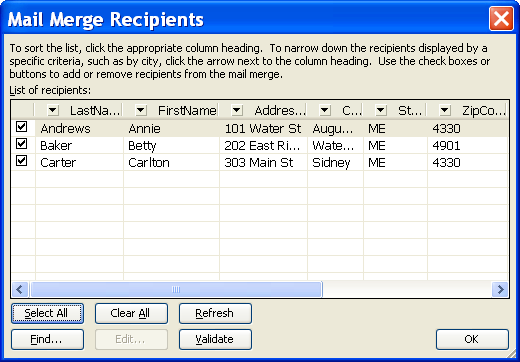 Mail Merge Recipients
To sort the list, click the appropriate column heading. To narrow down the recipients displayed by a
specific criteria, such as by city, click the arrow next to the column heading. Use the check boxes or
buttons to add or remove recipients from the mail merge.
List of recipients:
LastNa... FirstName Addres... C... St... ZipCo...
Andrews Annie 101 Water St Augu... ME 4330
Baker Betty 202 East Ri... Wate... ME 4901
Carter Carlton 303 Main St Sidney ME 4330
Select All Clear All Refresh
Find... Edit... Validate OK